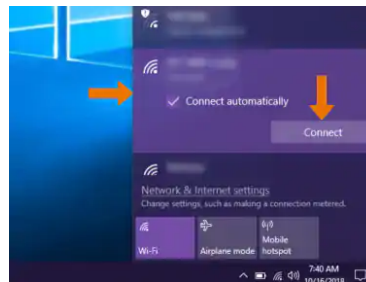 Connect automatically
Connect
Network & Internet settings
Change settings, such as making a connection metered.
Wi-Fi
Airplane mode
Mobile
hotspot
7:40 AM
10/16/2018